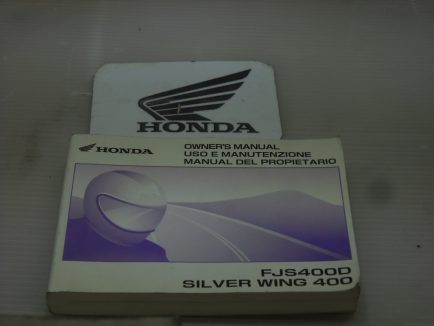 HONDA
HONDA
OWNER'S MANUAL
USO E MANUTENZIONE
MANUAL DEL PROPIETARIO
FJS400D
SILVER WING 400